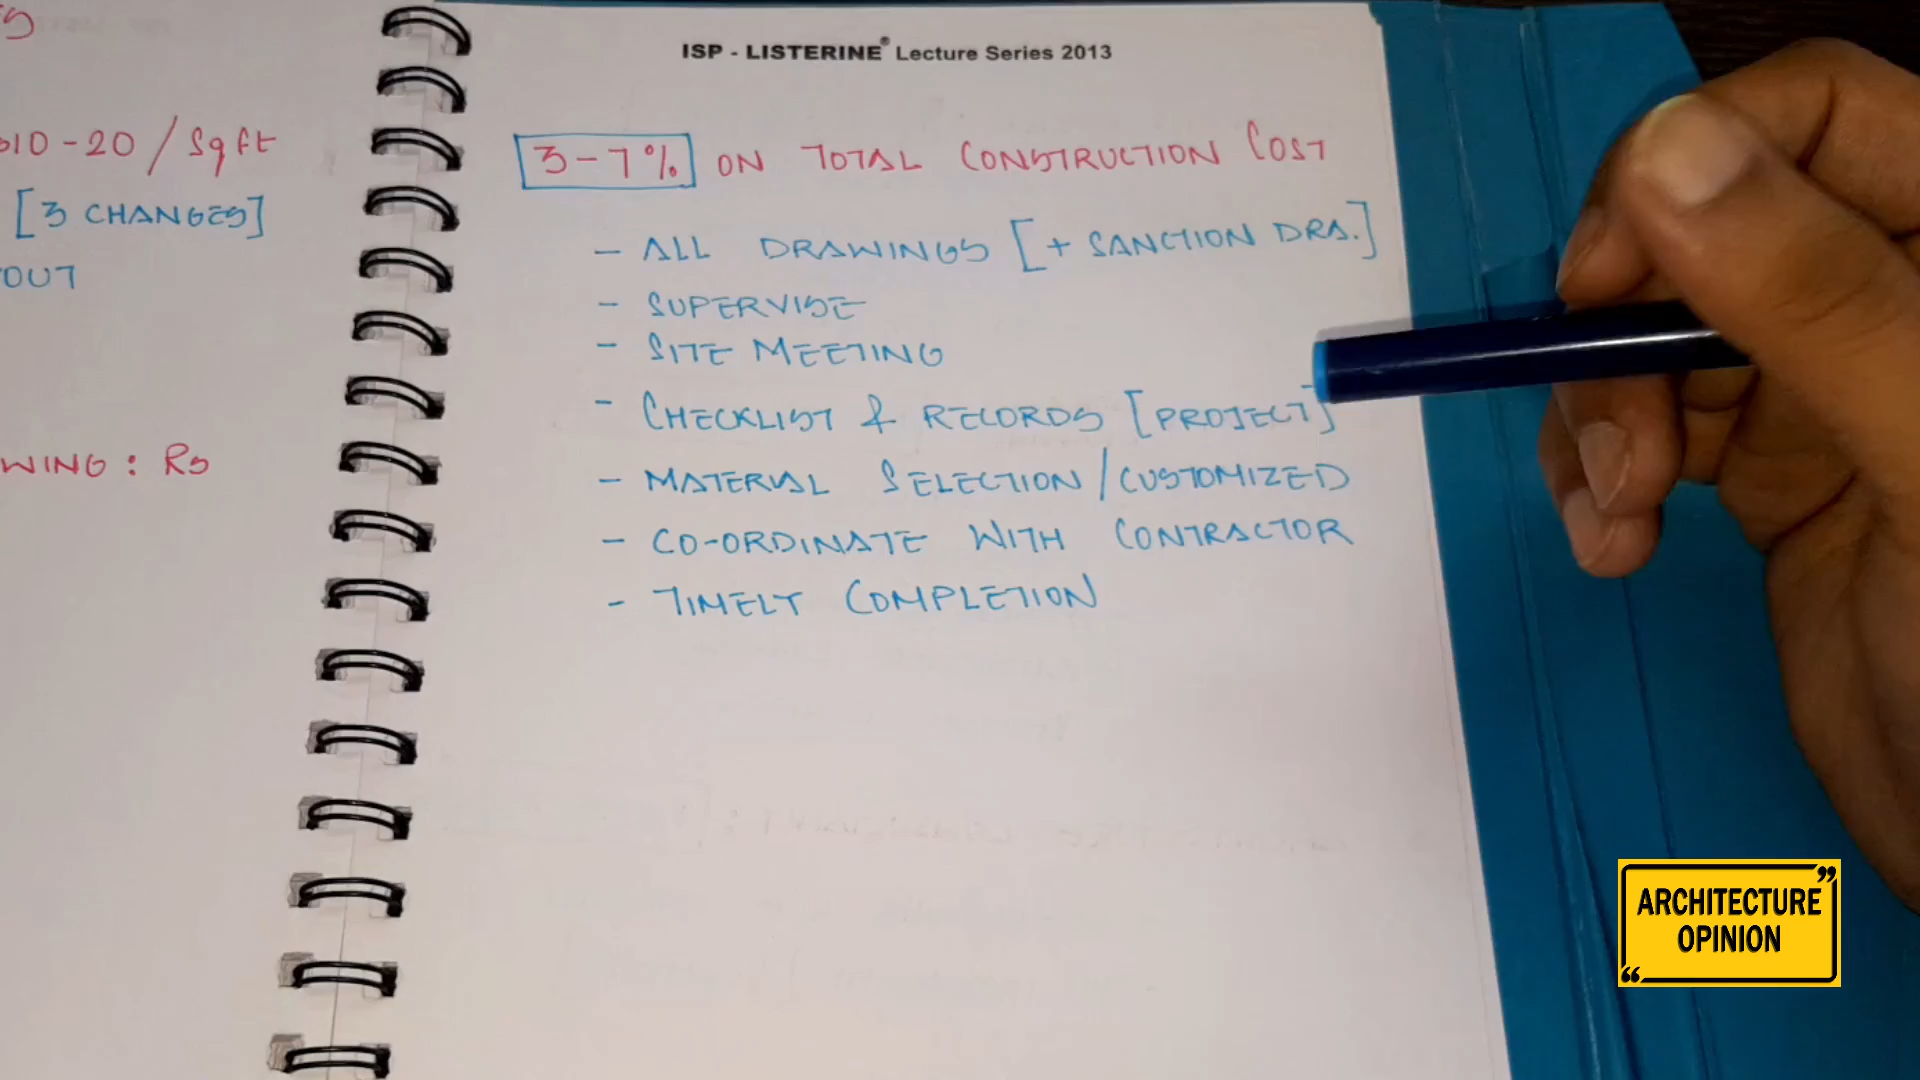 10-20 / Sqft
[3 CHANGES]
OUT
WING : Rs
ISP - LISTERINE® Lecture Series 2013
3-7% ON TOTAL CONSTRUCTION COST
- ALL DRAWINGS [+ SANCTION DRA.]
- SUPERVISE
- SITE MEETING
- CHECKLIST & RECORDS [PROJECT]
- MATERIAL SELECTION / CUSTOMIZED
- CO-ORDINATE WITH CONTRACTOR
- TIMELY COMPLETION
"ARCHITECTURE
OPINION"